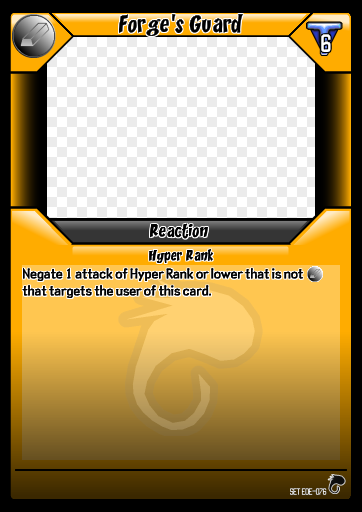 Forge's Guard
6
Reaction
Hyper Rank
Negate 1 attack of Hyper Rank or lower that is not
that targets the user of this card.
SET EOE-076